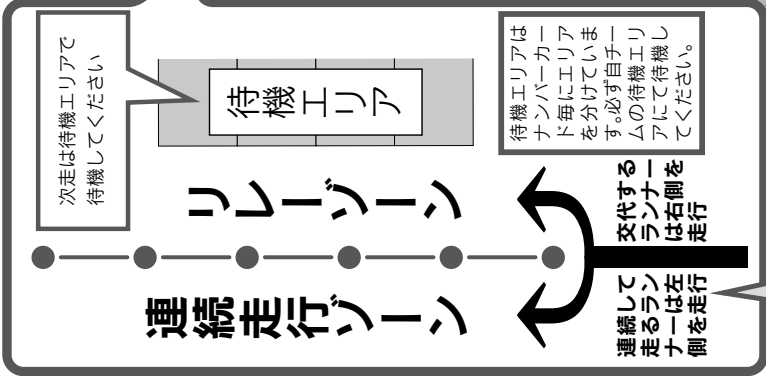 次走は待機エリアで
待機してください
待機
エリア
待機エリアは
ナンバーカー
ド毎にエリア
を分けていま
す。必ず自チー
ムの待機エリ
アにて待機し
てください。
リレーゾーン
連続走行ゾーン
交代する
ランナー
は右側を
走行
連続して
走るラン
ナーは左
側を走行